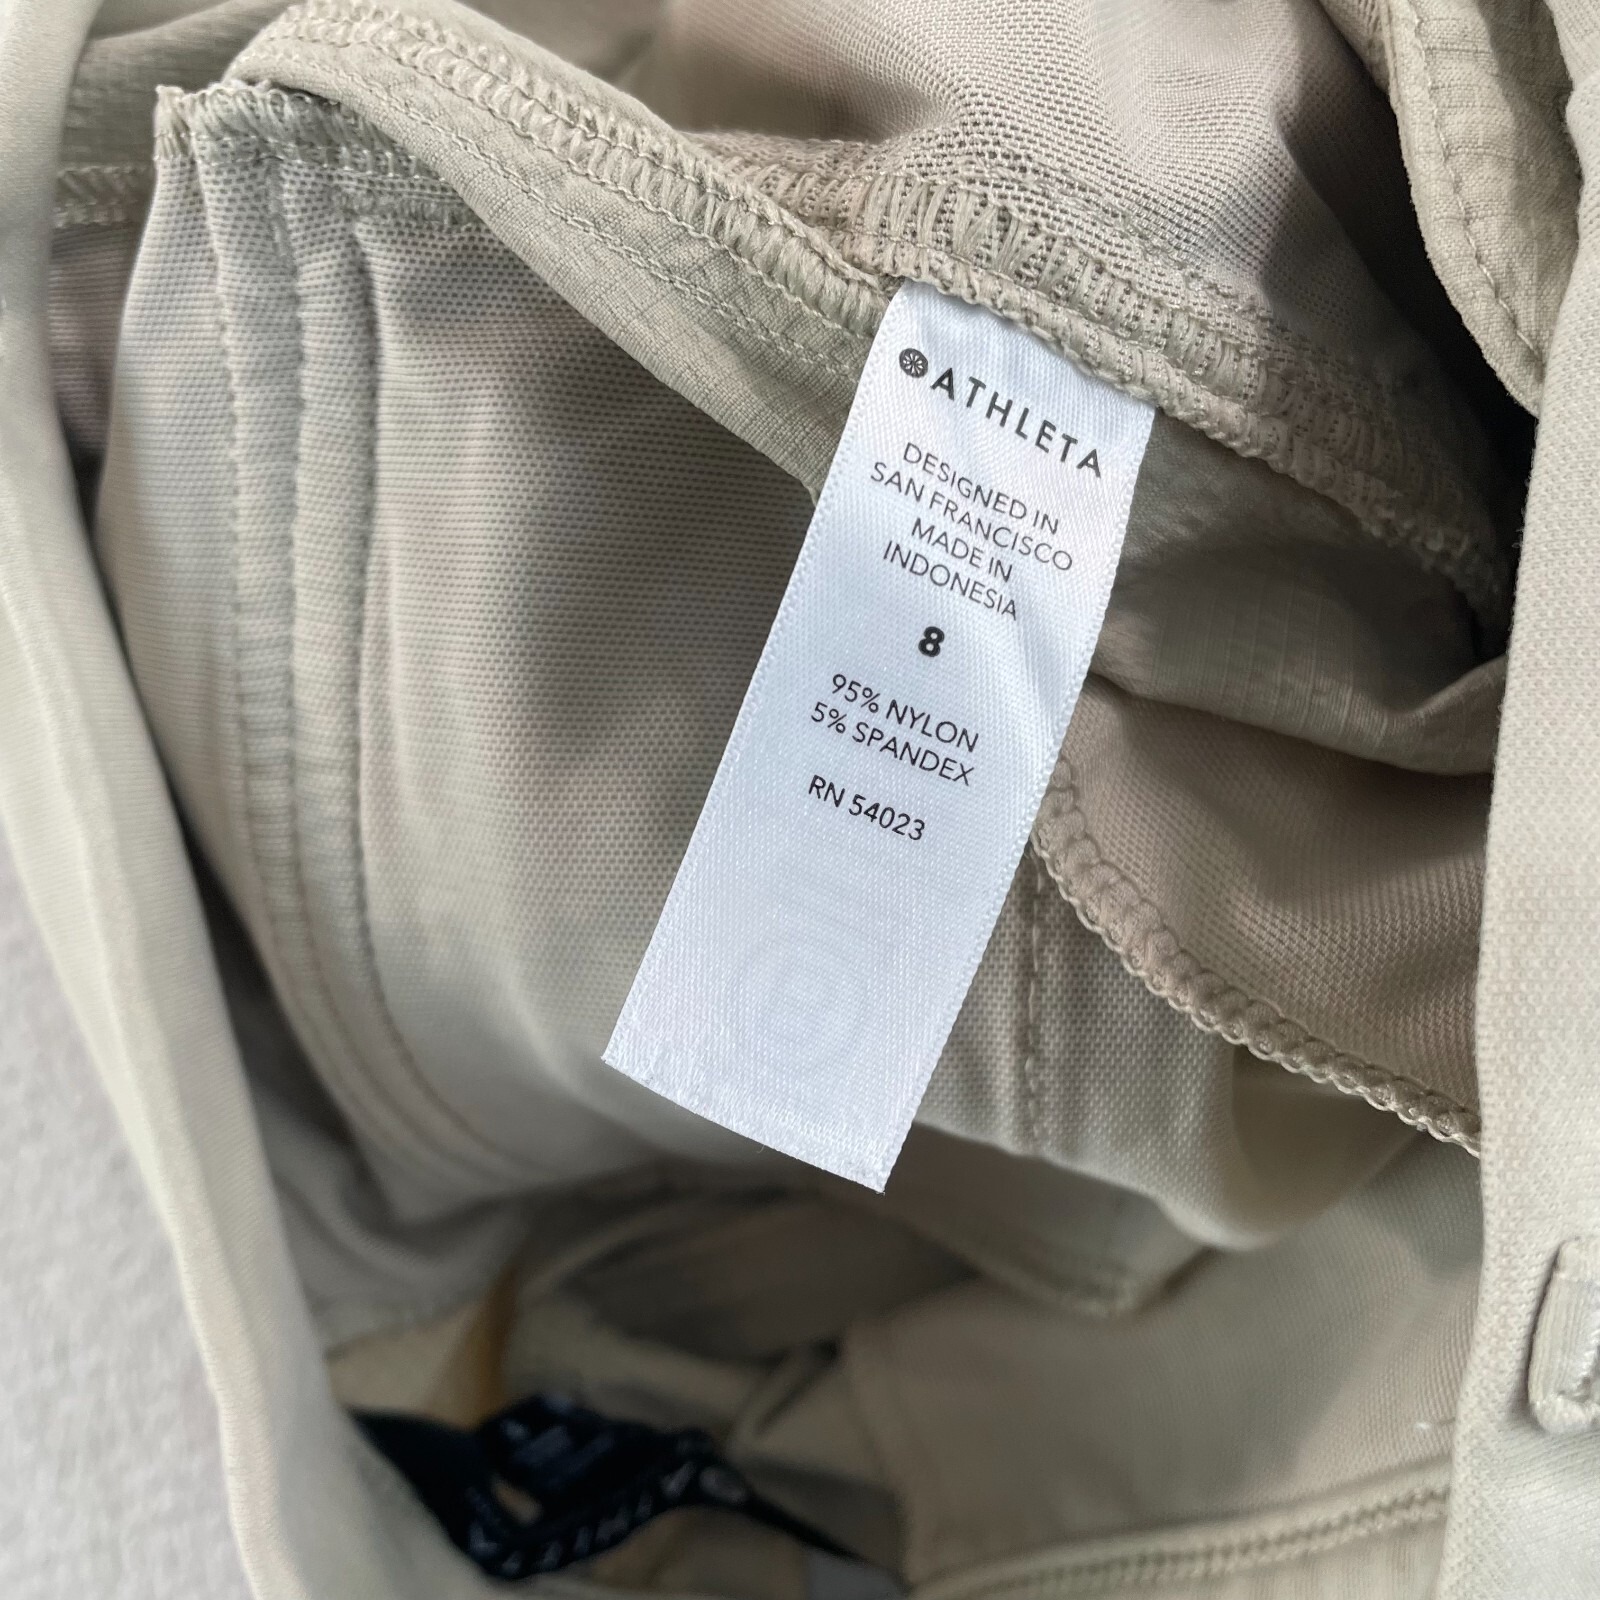 ATHLETA
DESIGNED IN
SAN FRANCISCO
MADE IN
INDONESIA
8
95% NYLON
5% SPANDEX
RN 54023